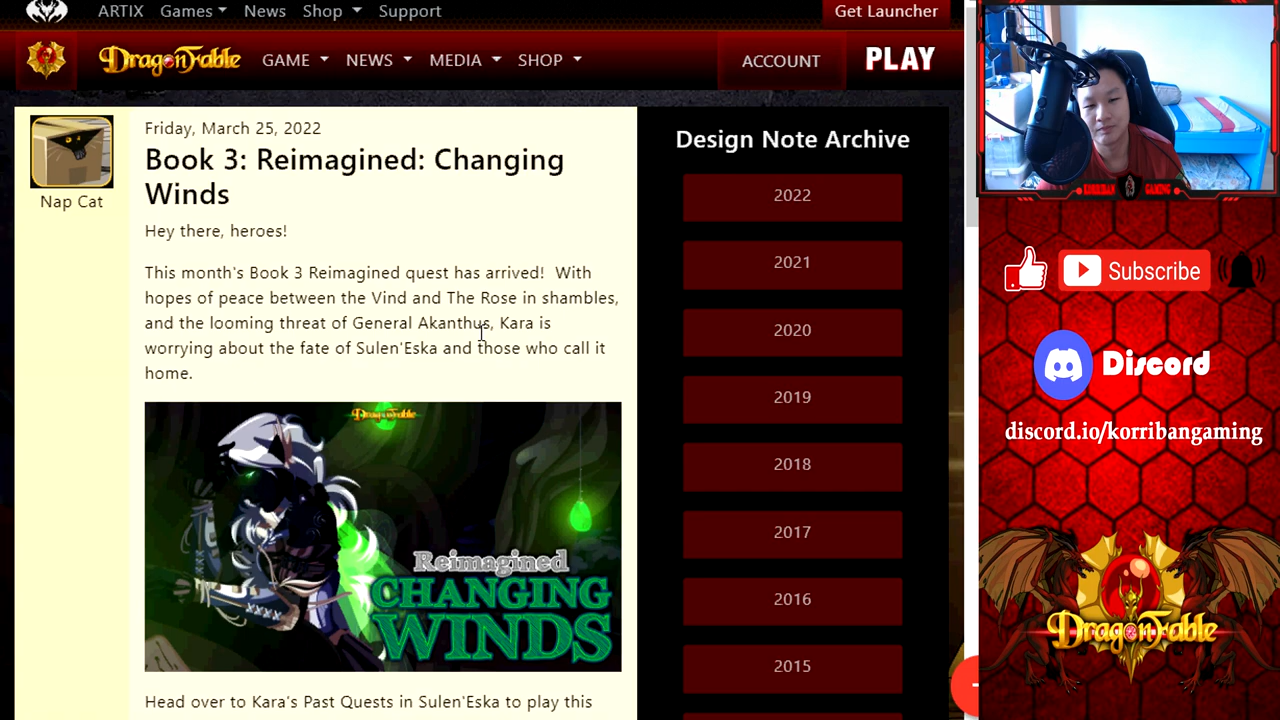 ARTIX Games News Shop Support Get Launcher
DragonFable GAME NEWS MEDIA SHOP ACCOUNT PLAY
Nap Cat
Friday, March 25, 2022
Book 3: Reimagined: Changing
Winds
Hey there, heroes!
This month's Book 3 Reimagined quest has arrived! With
hopes of peace between the Vind and The Rose in shambles,
and the looming threat of General Akanthus, Kara is
worrying about the fate of Sulen'Eska and those who call it
home.
DragonFable
Reimagined
CHANGING
WINDS
Head over to Kara's Past Quests in Sulen'Eska to play this
Design Note Archive
2022
2021
2020
2019
2018
2017
2016
2015
KORRIBAN GAMING
Subscribe
Discord
discord.io/korribangaming
DragonFable